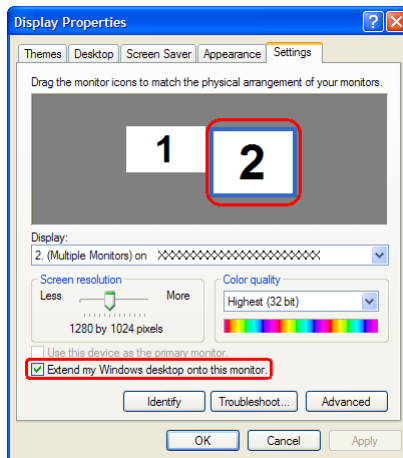 Display Properties
Themes Desktop Screen Saver Appearance Settings
Drag the monitor icons to match the physical arrangement of your monitors.
1 2
Display:
2. (Multiple Monitors) on XXXXXXXXXXXXXXXXXXXXXXX
Screen resolution
Less More
1280 by 1024 pixels
Color quality
Highest (32 bit)
Use this device as the primary monitor.
Extend my Windows desktop onto this monitor.
Identify Troubleshoot... Advanced
OK Cancel Apply